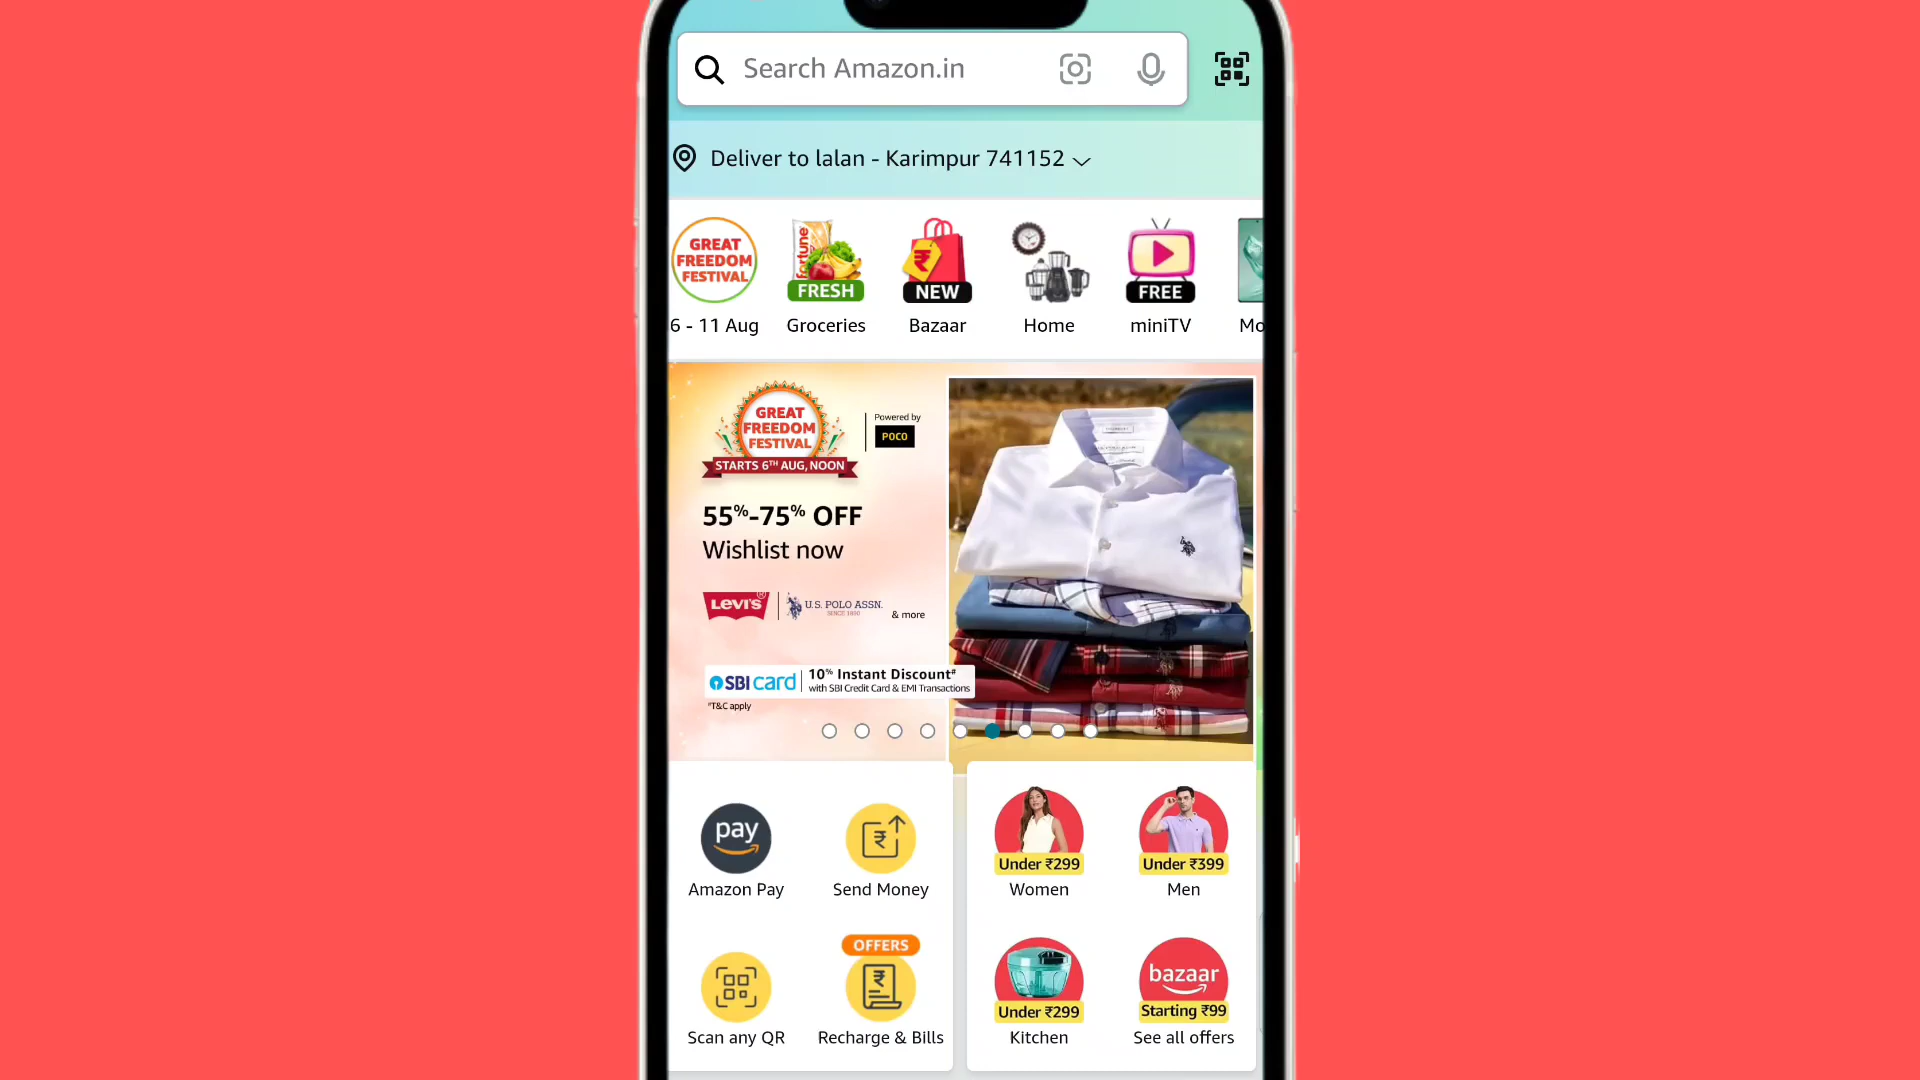 Search Amazon.in
Deliver to lalan - Karimpur 741152
GREAT
FREEDOM
FESTIVAL
6 - 11 Aug
fortune
FRESH
Groceries
₹
NEW
Bazaar
Home
FREE
miniTV
Mo
GREAT
FREEDOM
FESTIVAL
STARTS 6TH AUG, NOON
Powered by
POCO
55%-75% OFF
Wishlist now
LEVI'S®
U.S. POLO ASSN.
SINCE 1890
& more
SBI card
10% Instant Discount#
with SBI Credit Card & EMI Transactions
#T&C apply
pay
Amazon Pay
₹
Send Money
Under ₹299
Women
Under ₹399
Men
Scan any QR
OFFERS
₹
Recharge & Bills
Under ₹299
Kitchen
bazaar
Starting ₹99
See all offers